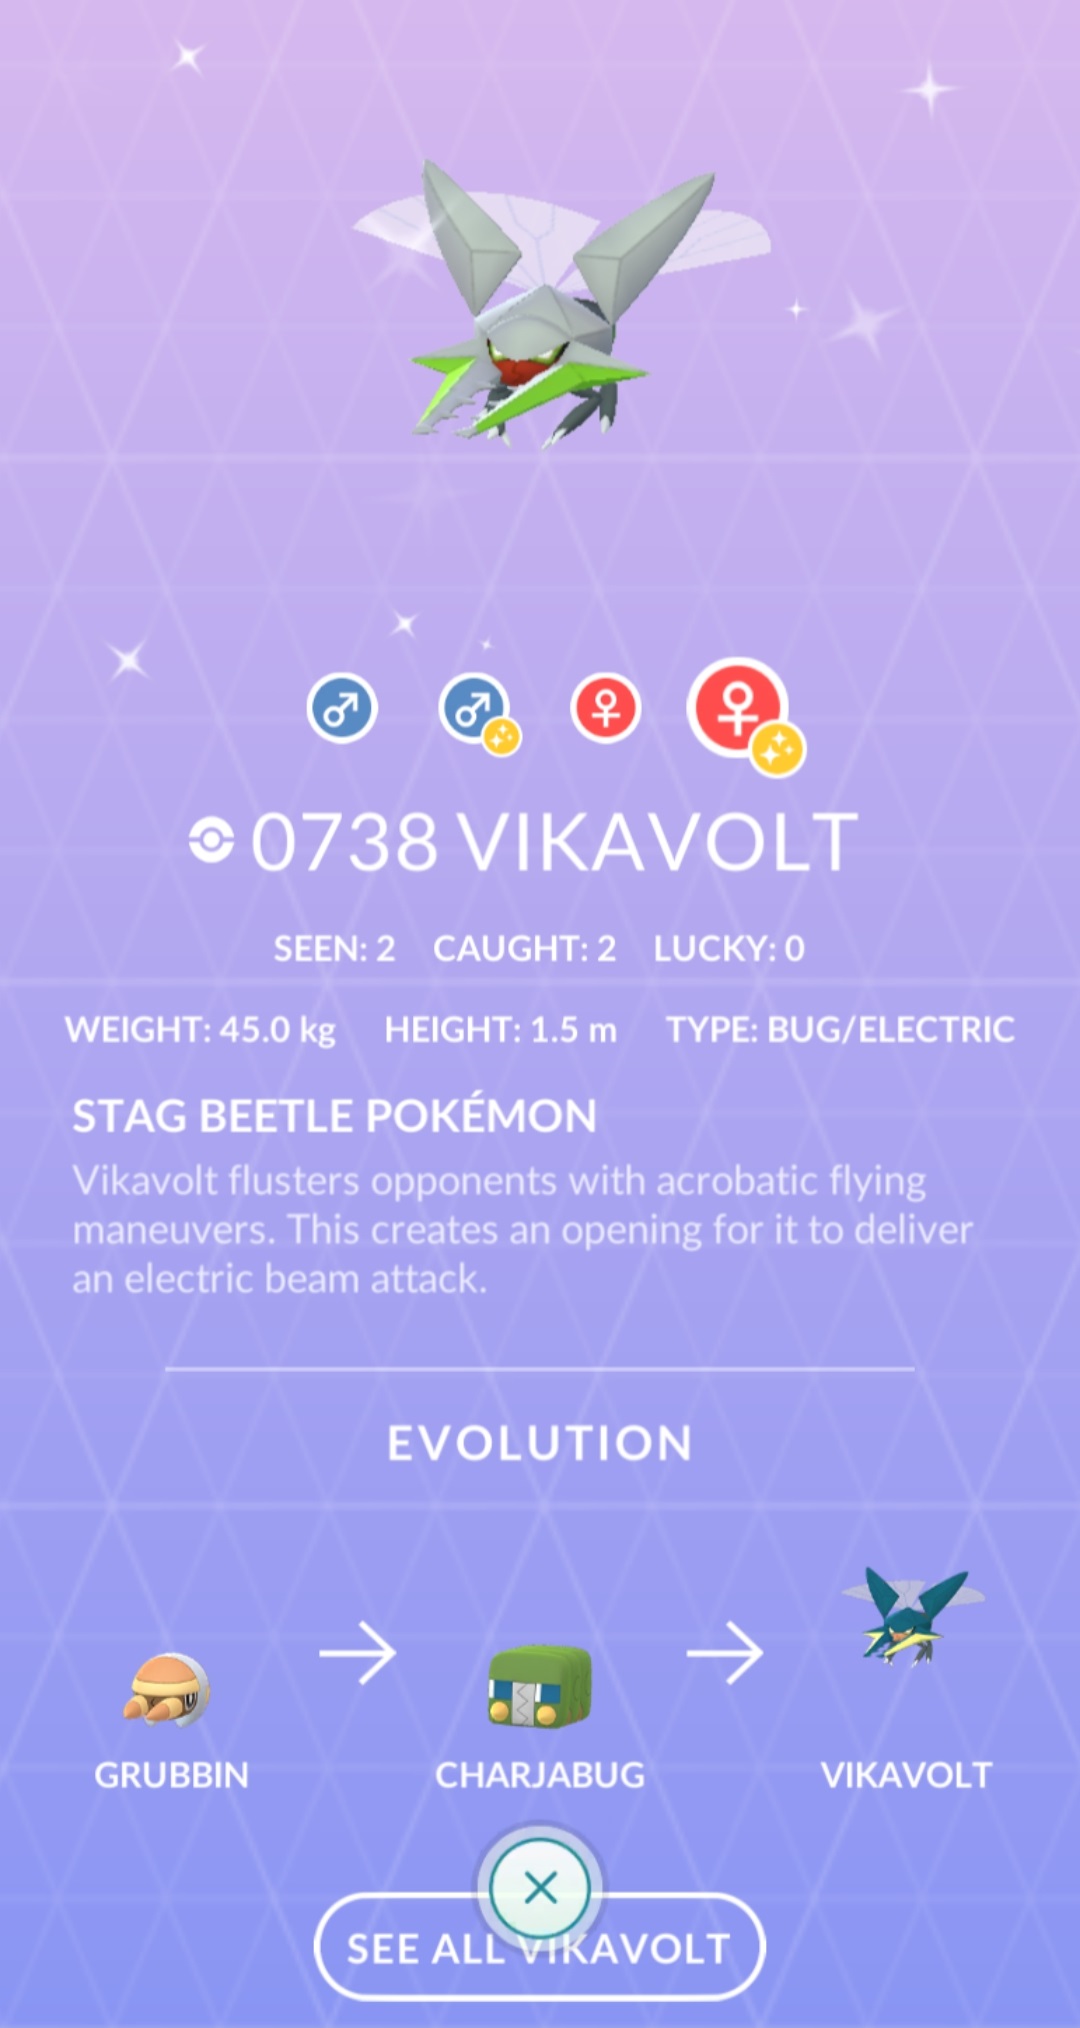 0738 VIKAVOLT
SEEN: 2 CAUGHT: 2 LUCKY: 0
WEIGHT: 45.0 kg HEIGHT: 1.5 m TYPE: BUG/ELECTRIC
STAG BEETLE POKÉMON
Vikavolt flusters opponents with acrobatic flying
maneuvers. This creates an opening for it to deliver
an electric beam attack.
EVOLUTION
GRUBBIN CHARJABUG VIKAVOLT
SEE ALL VIKAVOLT